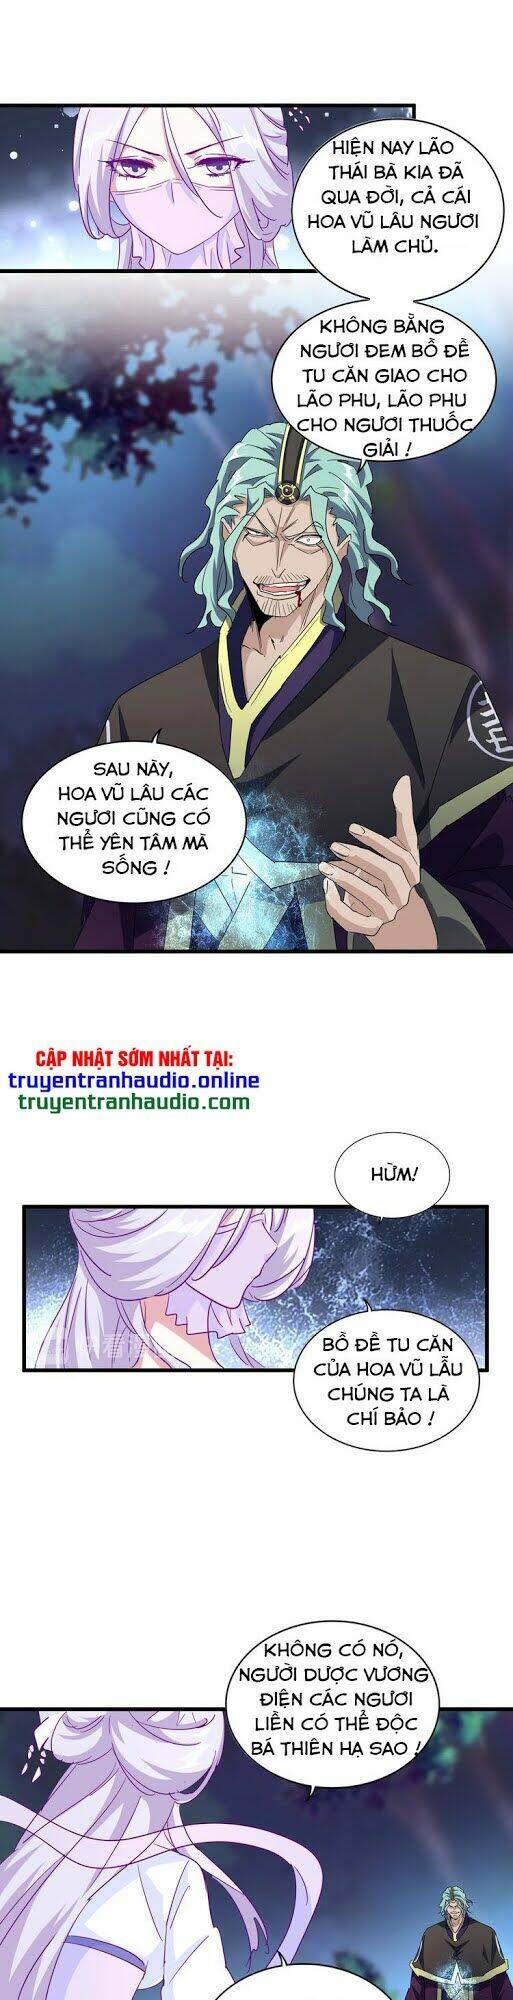 HIỆN NAY LÃO
THÁI BÀ KIA ĐÃ
QUA ĐỜI, CẢ CÁI
HOA VŨ LÂU NGƯƠI
LÀM CHỦ.
KHÔNG BẰNG
NGƯƠI ĐEM BỒ ĐỀ
TU CĂN GIAO CHO
LÃO PHU, LÃO PHU
CHO NGƯƠI THUỐC
GIẢI !
SAU NÀY,
HOA VŨ LÂU CÁC
NGƯƠI CŨNG CÓ
THỂ YÊN TÂM MÀ
SỐNG !
CẬP NHẬT SỚM NHẤT TẠI:
truyentranhaudio.online
truyentranhaudio.com
HỪM!
BỒ ĐỀ TU CĂN
CỦA HOA VŨ LẪU
CHÚNG TA LÀ
CHÍ BẢO !
KHÔNG CÓ NÓ,
NGƯỜI DƯỢC VƯƠNG
ĐIỆN CÁC NGƯƠI
LIỀN CÓ THỂ ĐỘC
BÁ THIÊN HẠ SAO !